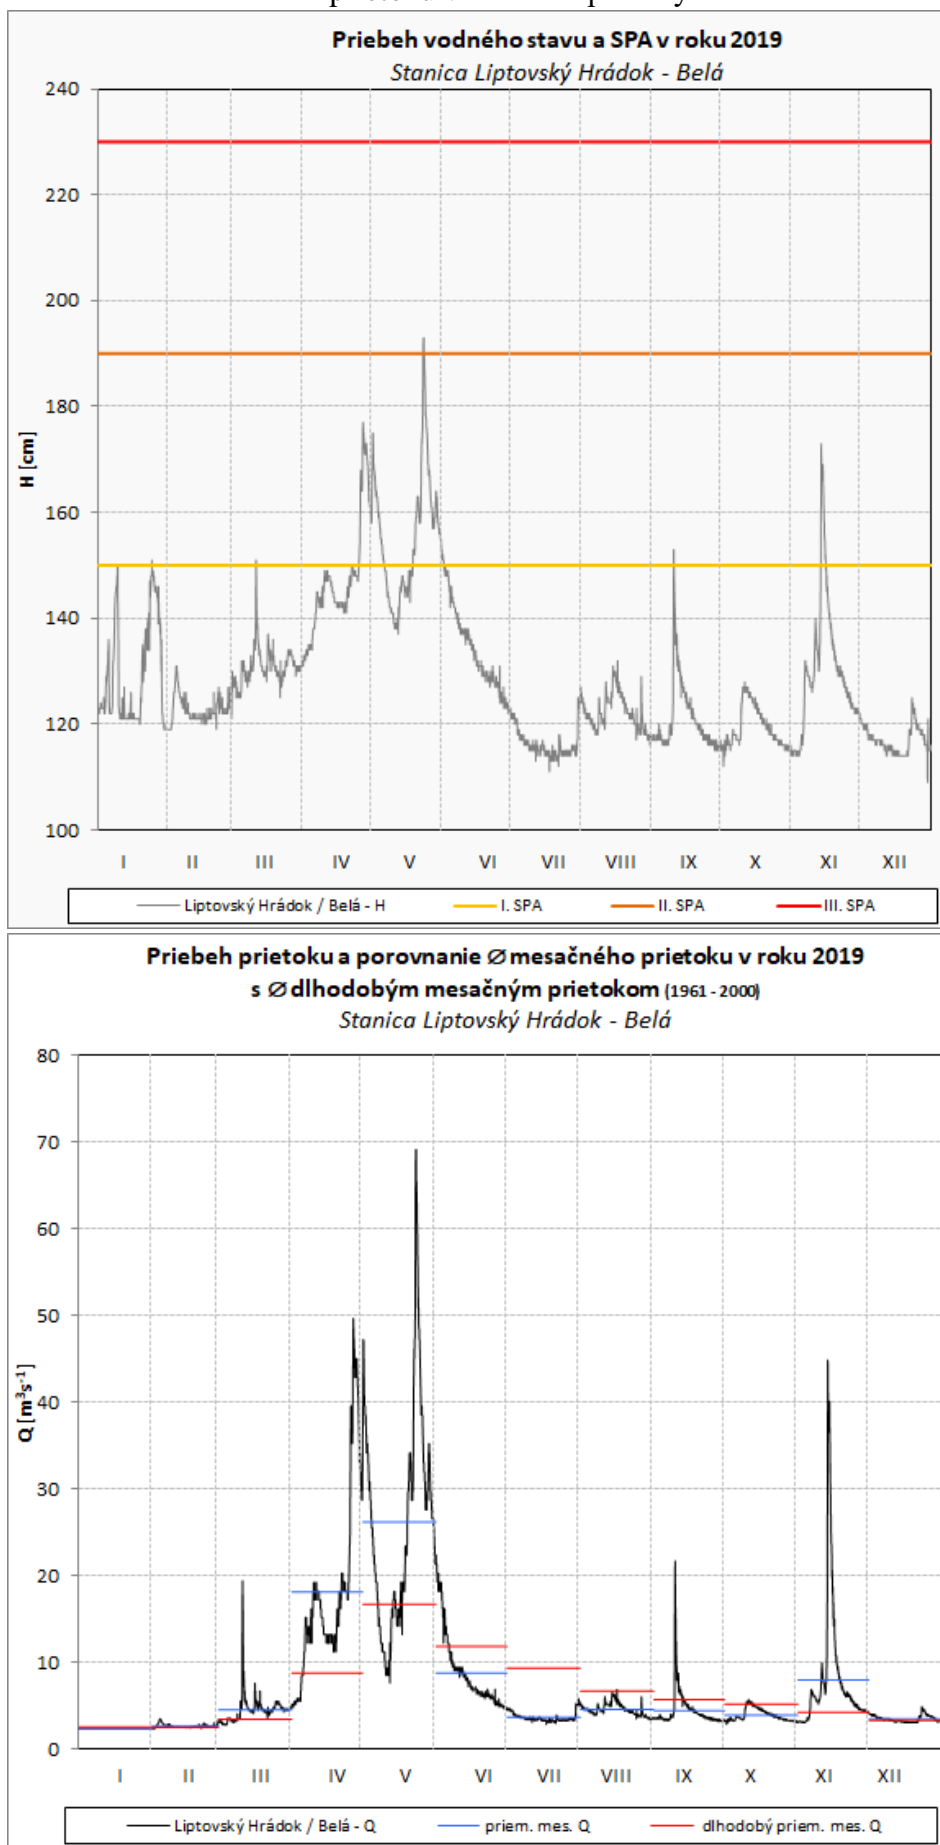 Priebeh vodného stavu a SPA v roku 2019
Stanica Liptovský Hrádok - Belá
240
220
200
180
160
140
120
100
H [cm]
I II III IV V VI VII VIII IX X XI XII
Liptovský Hrádok / Belá - H I. SPA II. SPA III. SPA
Priebeh prietoku a porovnanie Ø mesačného prietoku v roku 2019
s Ø dlhodobým mesačným prietokom (1961 - 2000)
Stanica Liptovský Hrádok - Belá
80
70
60
50
40
30
20
10
0
Q [m³s⁻¹]
I II III IV V VI VII VIII IX X XI XII
Liptovský Hrádok / Belá - Q priem. mes. Q dlhodobý priem. mes. Q